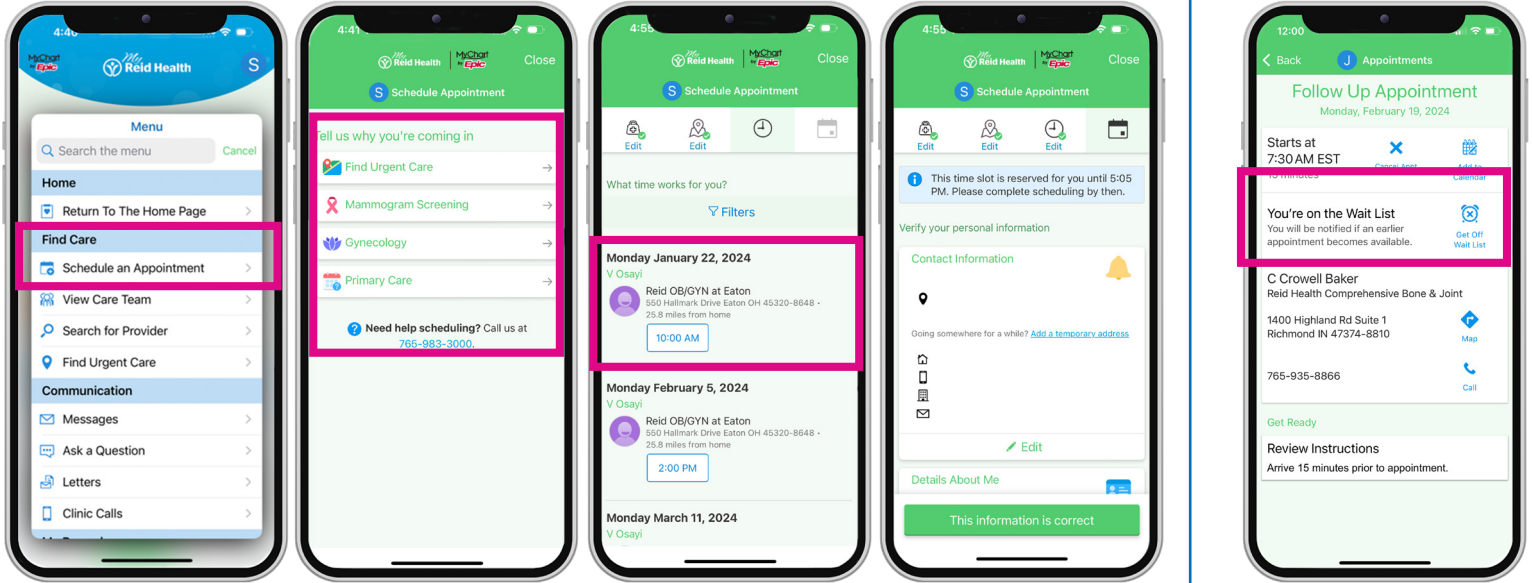 4:40
MyChart
by Epic
My
Reid Health
S
Menu
Search the menu
Cancel
Home
Return To The Home Page
Find Care
Schedule an Appointment
View Care Team
Search for Provider
Find Urgent Care
Communication
Messages
Ask a Question
Letters
Clinic Calls
4:41
My
Reid Health
MyChart
by Epic
Close
S Schedule Appointment
Tell us why you're coming in
Find Urgent Care
Mammogram Screening
Gynecology
Primary Care
Need help scheduling? Call us at
765-983-3000.
4:55
My
Reid Health
MyChart
by Epic
Close
S Schedule Appointment
Edit Edit
What time works for you?
Filters
Monday January 22, 2024
V Osayi
Reid OB/GYN at Eaton
550 Hallmark Drive Eaton OH 45320-8648 •
25.8 miles from home
10:00 AM
Monday February 5, 2024
V Osayi
Reid OB/GYN at Eaton
550 Hallmark Drive Eaton OH 45320-8648 •
25.8 miles from home
2:00 PM
Monday March 11, 2024
V Osayi
4:55
My
Reid Health
MyChart
by Epic
Close
S Schedule Appointment
Edit Edit Edit
This time slot is reserved for you until 5:05
PM. Please complete scheduling by then.
Verify your personal information
Contact Information
Going somewhere for a while? Add a temporary address
Edit
Details About Me
This information is correct
12:00
Back
J Appointments
Follow Up Appointment
Monday, February 19, 2024
Starts at
7:30 AM EST
15 minutes
Cancel Appt
Add to
Calendar
You're on the Wait List
You will be notified if an earlier
appointment becomes available.
Get Off
Wait List
C Crowell Baker
Reid Health Comprehensive Bone & Joint
1400 Highland Rd Suite 1
Richmond IN 47374-8810
Map
765-935-8866
Call
Get Ready
Review Instructions
Arrive 15 minutes prior to appointment.